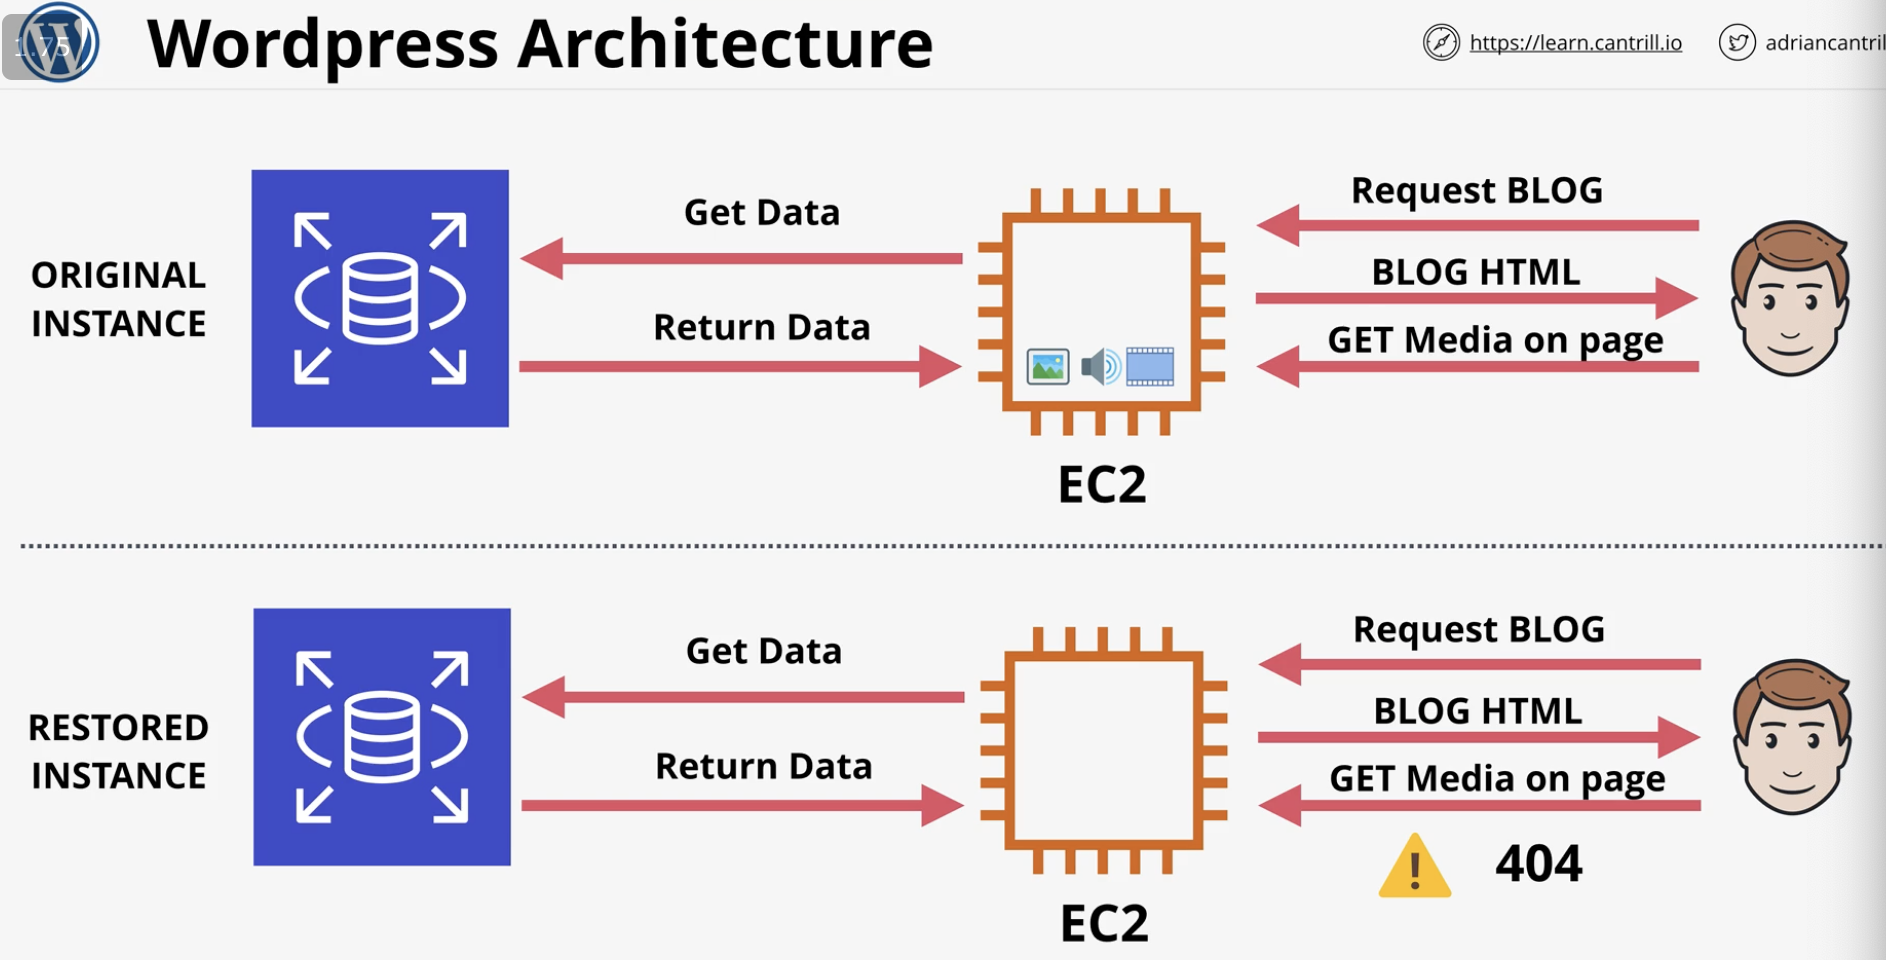 1.75
Wordpress Architecture
https://learn.cantrill.io
adriancantril
ORIGINAL
INSTANCE
Get Data
Return Data
EC2
Request BLOG
BLOG HTML
GET Media on page
RESTORED
INSTANCE
Get Data
Return Data
EC2
Request BLOG
BLOG HTML
GET Media on page
404